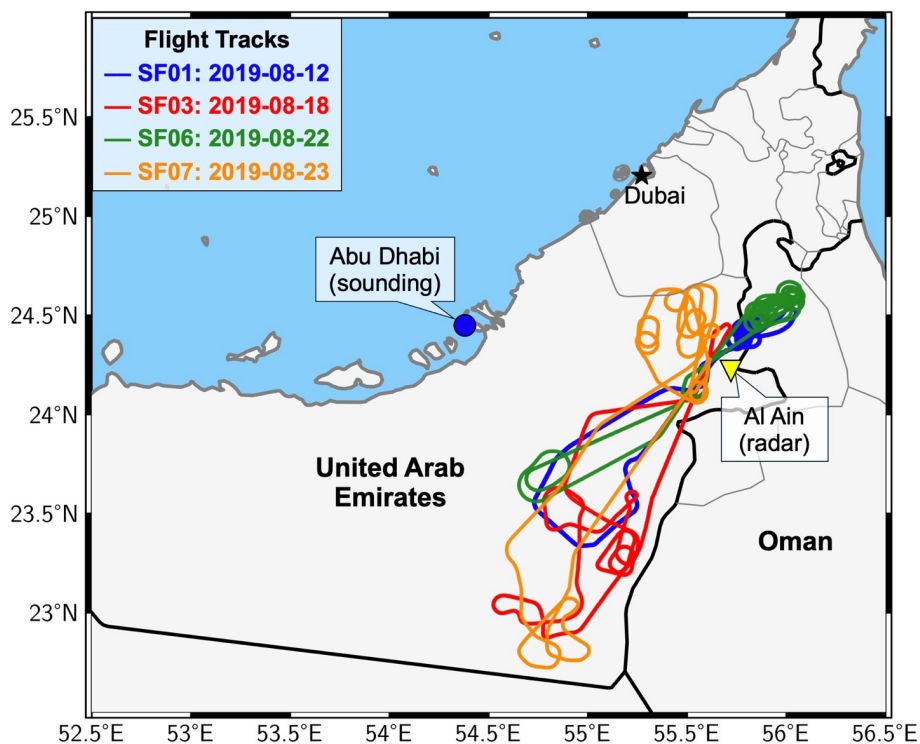 Flight Tracks
SF01: 2019-08-12
SF03: 2019-08-18
SF06: 2019-08-22
SF07: 2019-08-23
25.5°N
25°N
24.5°N
24°N
23.5°N
23°N
Dubai
Abu Dhabi
(sounding)
Al Ain
(radar)
United Arab
Emirates
Oman
52.5°E
53°E
53.5°E
54°E
54.5°E
55°E
55.5°E
56°E
56.5°E